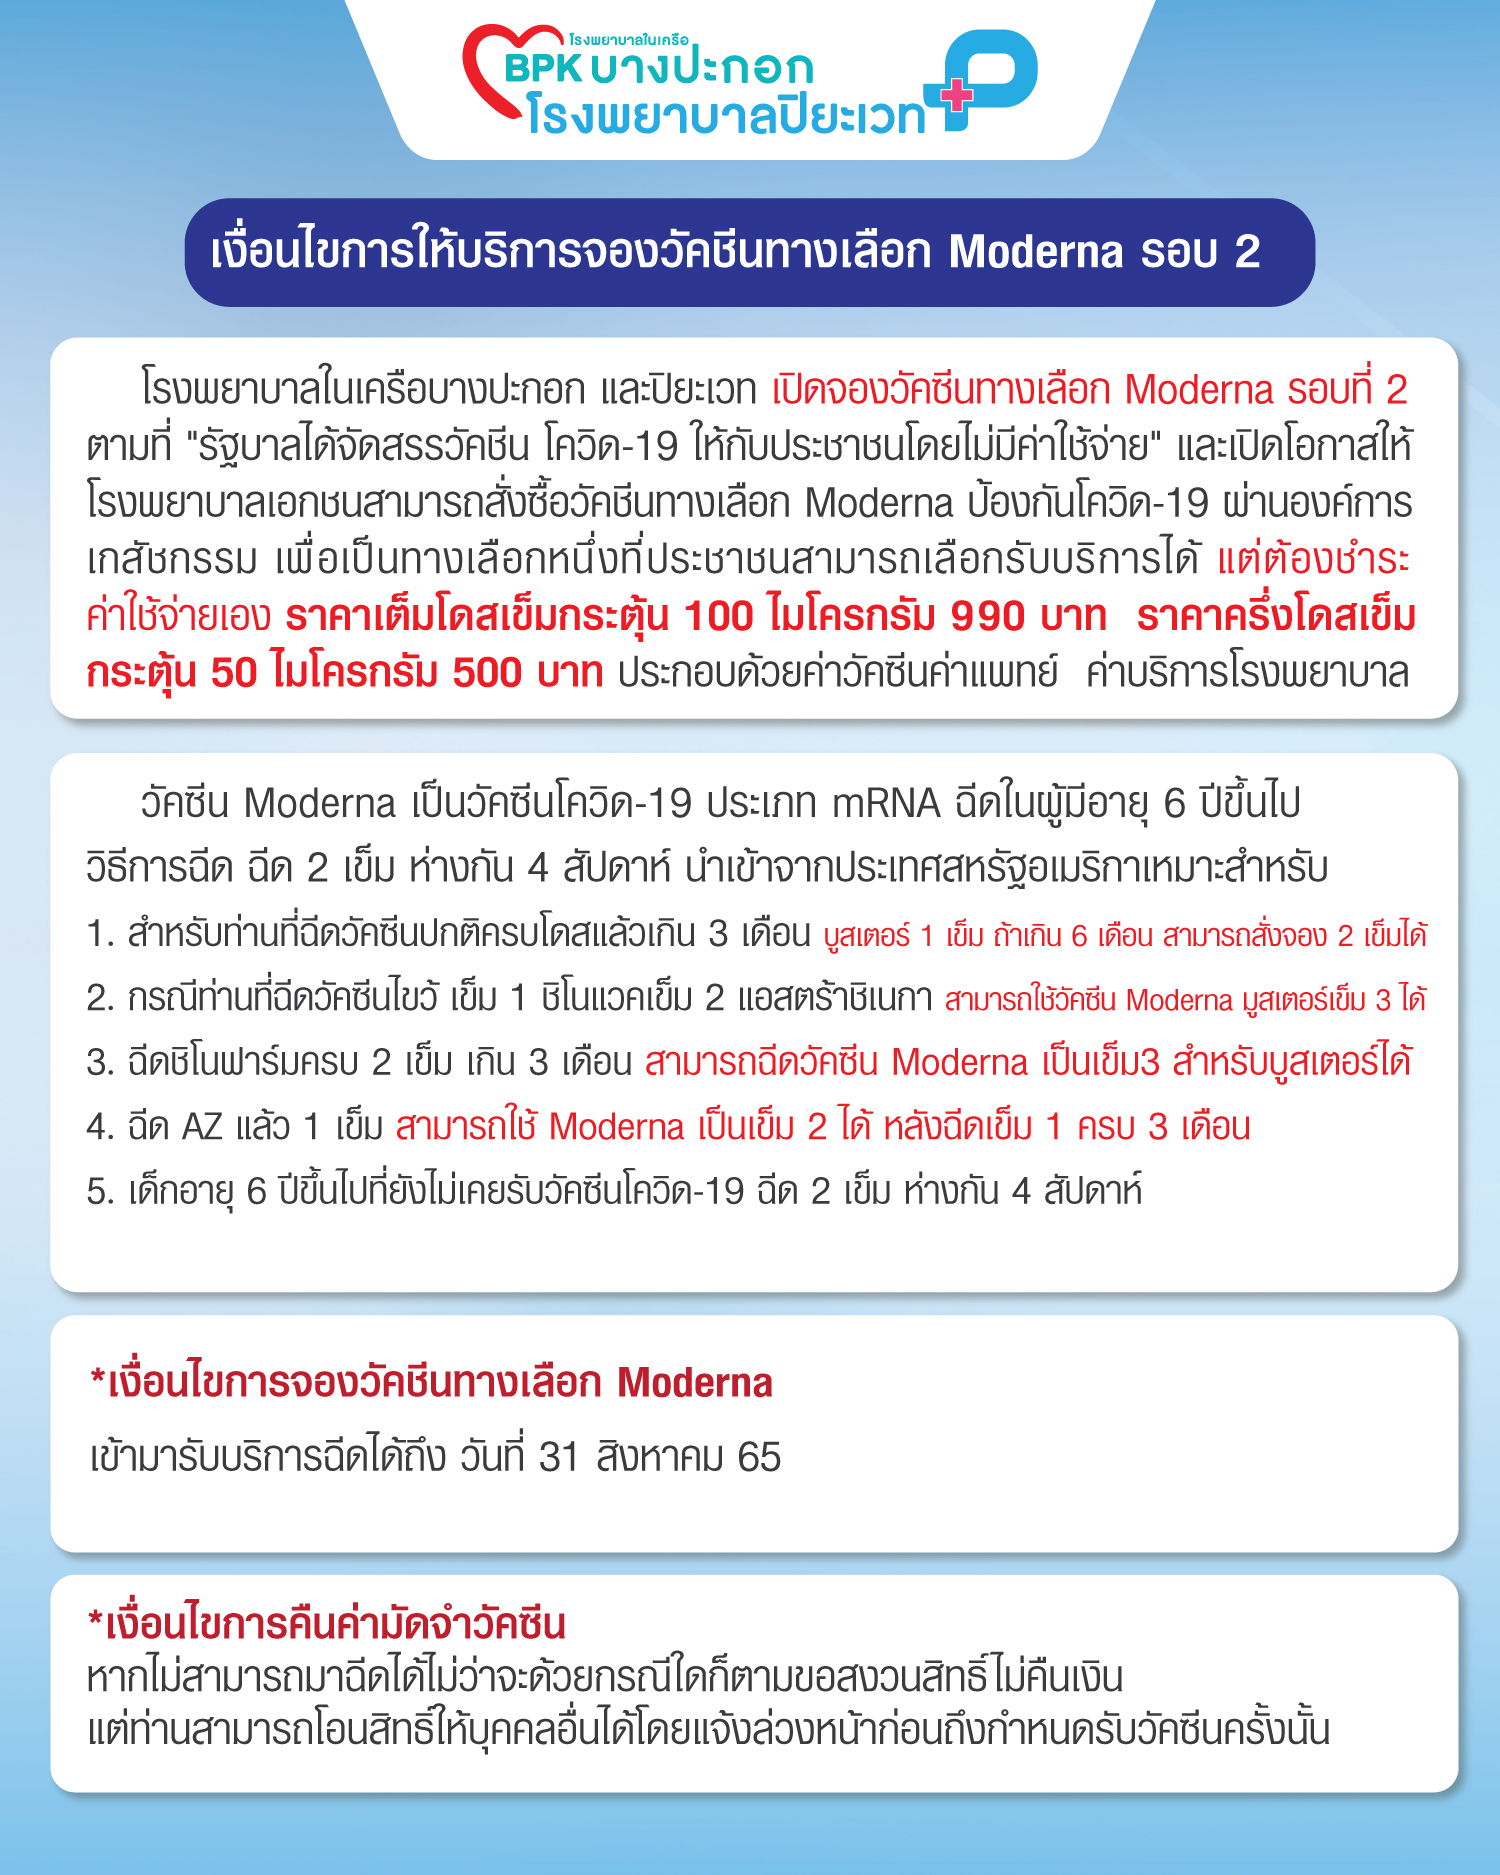 โรงพยาบาลในเครือ
BPK บางปะกอก
โรงพยาบาลปิยะเวท
เงื่อนไขการให้บริการจองวัคชีนทางเลือก Moderna รอบ 2
โรงพยาบาลในเครือบางปะกอก และปิยะเวท เปิดจองวัคซีนทางเลือก Moderna รอบที่ 2
ตามที่ "รัฐบาลได้จัดสรรวัคชีน โควิด-19 ให้กับประชาชนโดยไม่มีค่าใช้จ่าย" และเปิดโอกาสให้
โรงพยาบาลเอกชนสามารถสั่งซื้อวัคชีนทางเลือก Moderna ป้องกันโควิด-19 ผ่านองค์การ
เภสัชกรรม เพื่อเป็นทางเลือกหนึ่งที่ประชาชนสามารถเลือกรับบริการได้ แต่ต้องชำระ
ค่าใช้จ่ายเอง ราคาเต็มโดสเข็มกระตุ้น 100 ไมโครกรัม 990 บาท ราคาครึ่งโดสเข็ม
กระตุ้น 50 ไมโครกรัม 500 บาท ประกอบด้วยค่าวัคซีนค่าแพทย์ ค่าบริการโรงพยาบาล
วัคซีน Moderna เป็นวัคซีนโควิด-19 ประเภท mRNA ฉีดในผู้มีอายุ 6 ปีขึ้นไป
วิธีการฉีด ฉีด 2 เข็ม ห่างกัน 4 สัปดาห์ นำเข้าจากประเทศสหรัฐอเมริกาเหมาะสำหรับ
1. สำหรับท่านที่ฉีดวัคซีนปกติครบโดสแล้วเกิน 3 เดือน บูสเตอร์ 1 เข็ม ถ้าเกิน 6 เดือน สามารถสั่งจอง 2 เข็มได้
2. กรณีท่านที่ฉีดวัคซีนไขว้ เข็ม 1 ชิโนแวคเข็ม 2 แอสตร้าชิเนกา สามารถใช้วัคซีน Moderna มูสเตอร์เข็ม 3 ได้
3. ฉีดซิโนฟาร์มครบ 2 เข็ม เกิน 3 เดือน สามารถฉีดวัคซีน Moderna เป็นเข็ม3 สำหรับบูสเตอร์ได้
4. ฉีด AZ แล้ว 1 เข็ม สามารถใช้ Moderna เป็นเข็ม 2 ได้ หลังฉีดเข็ม 1 ครบ 3 เดือน
5. เด็กอายุ 6 ปีขึ้นไปที่ยังไม่เคยรับวัคซีนโควิด-19 ฉีด 2 เข็ม ห่างกัน 4 สัปดาห์
*เงื่อนไขการจองวัคชีนทางเลือก Moderna
เข้ามารับบริการฉีดได้ถึง วันที่ 31 สิงหาคม 65
*เงื่อนไขการคืนค่ามัดจำวัคซีน
หากไม่สามารถมาฉีดได้ไม่ว่าจะด้วยกรณีใดก็ตามขอสงวนสิทธิ์ไม่คืนเงิน
แต่ท่านสามารถโอนสิทธิ์ให้บุคคลอื่นได้โดยแจ้งล่วงหน้าก่อนถึงกำหนดรับวัคซีนครั้งนั้น